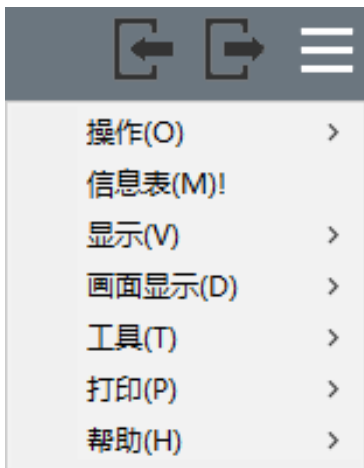 操作(O)
信息表(M)!
显示(V)
画面显示(D)
工具(T)
打印(P)
帮助(H)